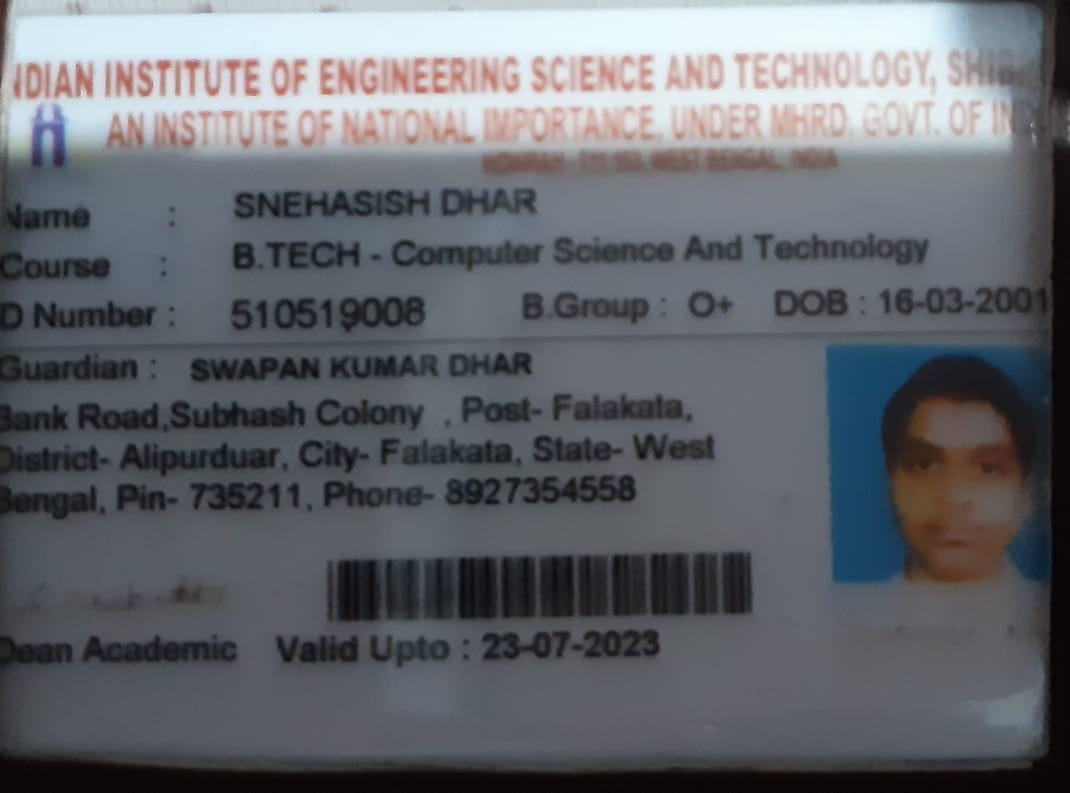 NDIAN INSTITUTE OF ENGINEERING SCIENCE AND TECHNOLOGY, SHIB
AN INSTITUTE OF NATIONAL IMPORTANCE, UNDER MHRD, GOVT. OF IN
HOWRAH - 711 103, WEST BENGAL, INDIA
Name : SNEHASISH DHAR
Course : B.TECH - Computer Science And Technology
D Number : 510519008 B.Group : O+ DOB : 16-03-2001
Guardian : SWAPAN KUMAR DHAR
Bank Road,Subhash Colony , Post- Falakata,
District- Alipurduar, City- Falakata, State- West
Bengal, Pin- 735211, Phone- 8927354558
Dean Academic Valid Upto : 23-07-2023